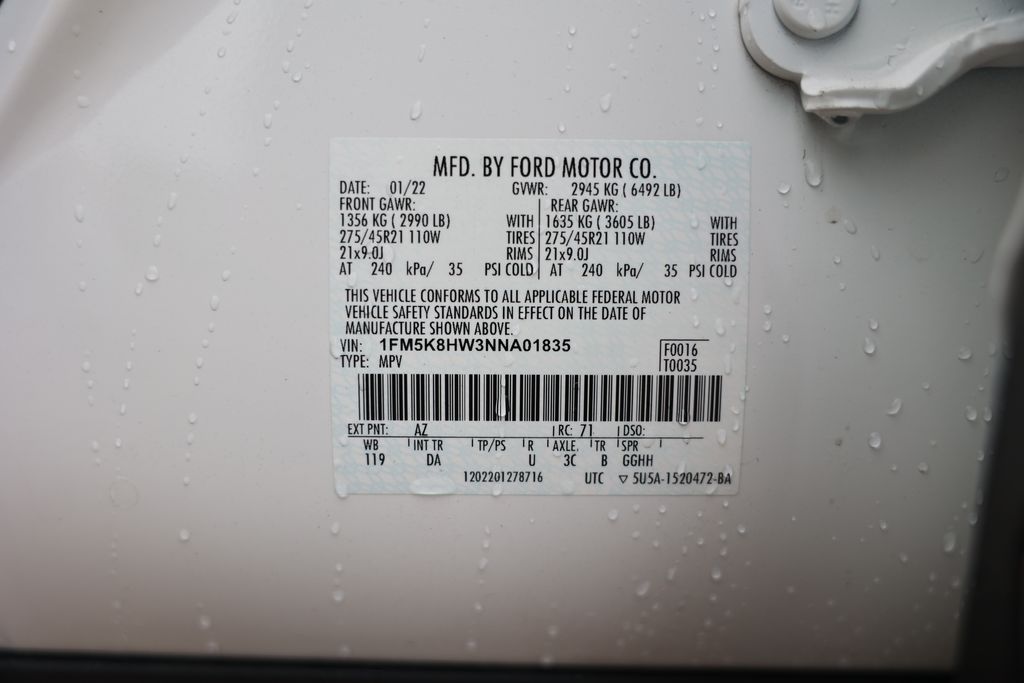 MFD. BY FORD MOTOR CO.
DATE: 01/22 GVWR: 2945 KG ( 6492 LB)
FRONT GAWR: REAR GAWR:
1356 KG ( 2990 LB) WITH 1635 KG ( 3605 LB) WITH
275/45R21 110W TIRES 275/45R21 110W TIRES
21x9.0J RIMS 21x9.0J RIMS
AT 240 kPa/ 35 PSI COLD AT 240 kPa/ 35 PSI COLD
THIS VEHICLE CONFORMS TO ALL APPLICABLE FEDERAL MOTOR
VEHICLE SAFETY STANDARDS IN EFFECT ON THE DATE OF
MANUFACTURE SHOWN ABOVE.
VIN: 1FM5K8HW3NNA01835 F0016
TYPE: MPV T0035
EXT PNT: AZ RC: 71 DSO:
WB INT TR TP/PS R AXLE. TR SPR
119 DA U 3C B GGHH
1202201278716 UTC ▽ 5U5A-1520472-BA